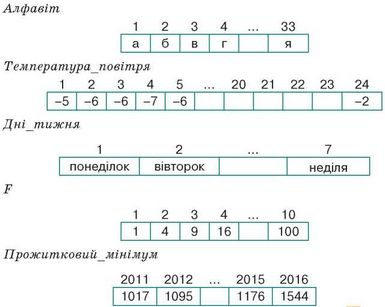 Алфавіт
1 2 3 4 ... 33
а б в г я
Температура_повітря
1 2 3 4 5 ... 20 21 22 23 24
–5 –6 –6 –7 –6 –2
Дні_тижня
1 2 ... 7
понеділок вівторок неділя
F
1 2 3 4 ... 10
1 4 9 16 100
Прожитковий_мінімум
2011 2012 ... 2015 2016
1017 1095 1176 1544